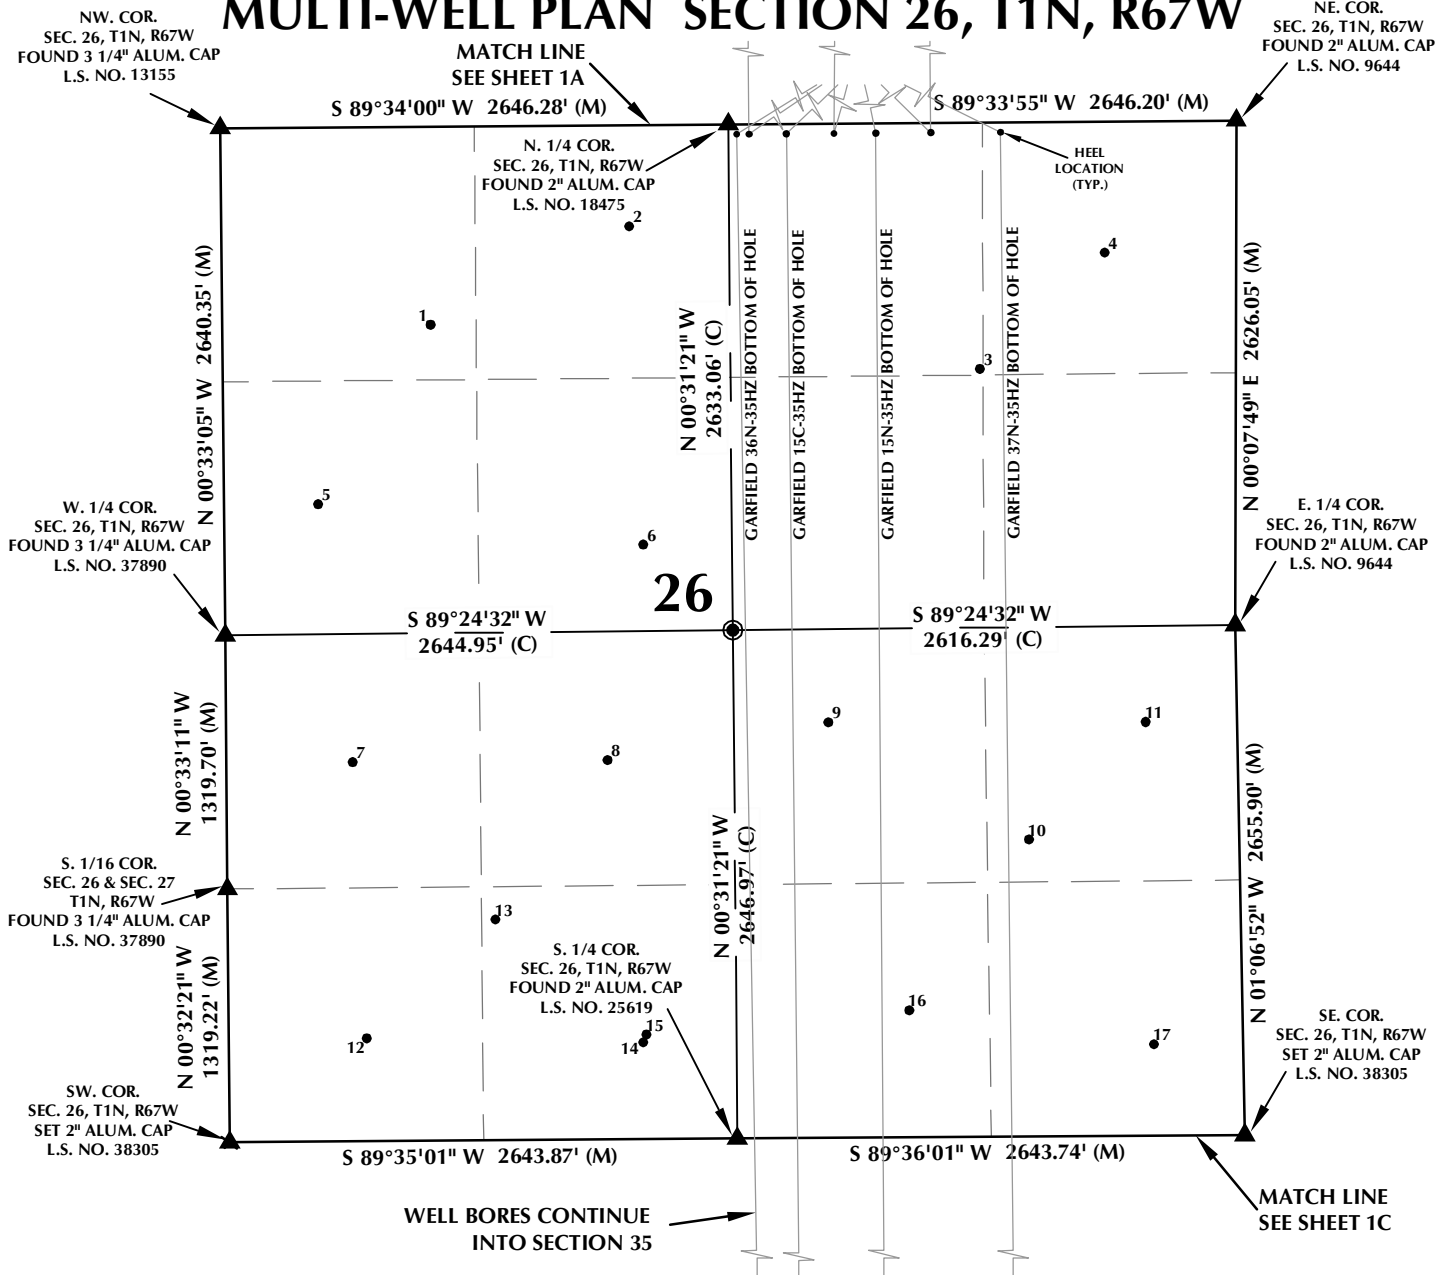 MULTI-WELL PLAN SECTION 26, T1N, R67W
NW. COR.
SEC. 26, T1N, R67W
FOUND 3 1/4" ALUM. CAP
L.S. NO. 13155
MATCH LINE
SEE SHEET 1A
NE. COR.
SEC. 26, T1N, R67W
FOUND 2" ALUM. CAP
L.S. NO. 9644
S 89°34'00" W 2646.28' (M)
S 89°33'55" W 2646.20' (M)
N. 1/4 COR.
SEC. 26, T1N, R67W
FOUND 2" ALUM. CAP
L.S. NO. 18475
HEEL
LOCATION
(TYP.)
2
4
1
3
N 00°33'05" W 2640.35' (M)
N 00°31'21" W
2633.06' (C)
GARFIELD 36N-35HZ BOTTOM OF HOLE
GARFIELD 15C-35HZ BOTTOM OF HOLE
GARFIELD 15N-35HZ BOTTOM OF HOLE
GARFIELD 37N-35HZ BOTTOM OF HOLE
N 00°07'49" E 2626.05' (M)
5
6
W. 1/4 COR.
SEC. 26, T1N, R67W
FOUND 3 1/4" ALUM. CAP
L.S. NO. 37890
E. 1/4 COR.
SEC. 26, T1N, R67W
FOUND 2" ALUM. CAP
L.S. NO. 9644
26
S 89°24'32" W
2644.95' (C)
S 89°24'32" W
2616.29' (C)
9
11
7
8
10
N 00°33'11" W
1319.70' (M)
N 00°31'21" W
2646.97' (C)
N 01°06'52" W 2655.90' (M)
S. 1/16 COR.
SEC. 26 & SEC. 27
T1N, R67W
FOUND 3 1/4" ALUM. CAP
L.S. NO. 37890
13
S. 1/4 COR.
SEC. 26, T1N, R67W
FOUND 2" ALUM. CAP
L.S. NO. 25619
N 00°32'21" W
1319.22' (M)
16
15
14
12
17
SE. COR.
SEC. 26, T1N, R67W
SET 2" ALUM. CAP
L.S. NO. 38305
SW. COR.
SEC. 26, T1N, R67W
SET 2" ALUM. CAP
L.S. NO. 38305
S 89°35'01" W 2643.87' (M)
S 89°36'01" W 2643.74' (M)
WELL BORES CONTINUE
INTO SECTION 35
MATCH LINE
SEE SHEET 1C